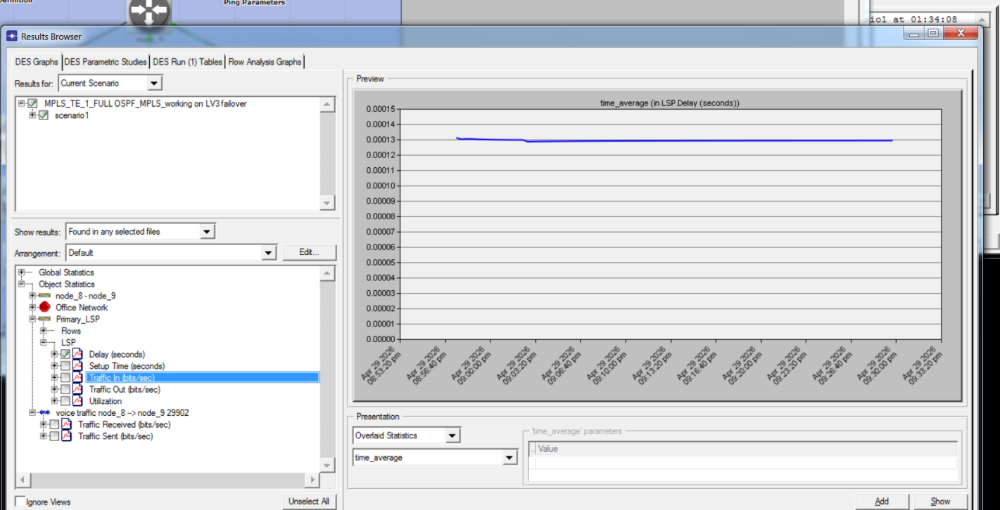 Ping Parameters
io1 at 01:34:08
Results Browser
DES Graphs DES Parametric Studies DES Run (1) Tables Flow Analysis Graphs
Results for: Current Scenario
MPLS_TE_1_FULL OSPF_MPLS_working on LV3 failover
scenario1
Show results: Found in any selected files
Arrangement: Default Edit...
Global Statistics
Object Statistics
node_8 - node_9
Office Network
Primary_LSP
Flows
LSP
Delay (seconds)
Setup Time (seconds)
Traffic In (bits/sec)
Traffic Out (bits/sec)
Utilization
voice traffic node_8 --> node_9 29902
Traffic Received (bits/sec)
Traffic Sent (bits/sec)
Ignore Views Unselect All
Preview
time_average (in LSP.Delay (seconds))
0.00015
0.00014
0.00013
0.00012
0.00011
0.00010
0.00009
0.00008
0.00007
0.00006
0.00005
0.00004
0.00003
0.00002
0.00001
0.00000
Apr 29 2026 08:53:20 pm
Apr 29 2026 08:56:40 pm
Apr 29 2026 09:00:00 pm
Apr 29 2026 09:03:20 pm
Apr 29 2026 09:06:40 pm
Apr 29 2026 09:10:00 pm
Apr 29 2026 09:13:20 pm
Apr 29 2026 09:16:40 pm
Apr 29 2026 09:20:00 pm
Apr 29 2026 09:23:20 pm
Apr 29 2026 09:26:40 pm
Apr 29 2026 09:30:00 pm
Apr 29 2026 09:33:20 pm
Presentation
Overlaid Statistics
time_average
'time_average' parameters
.. Value
Add Show